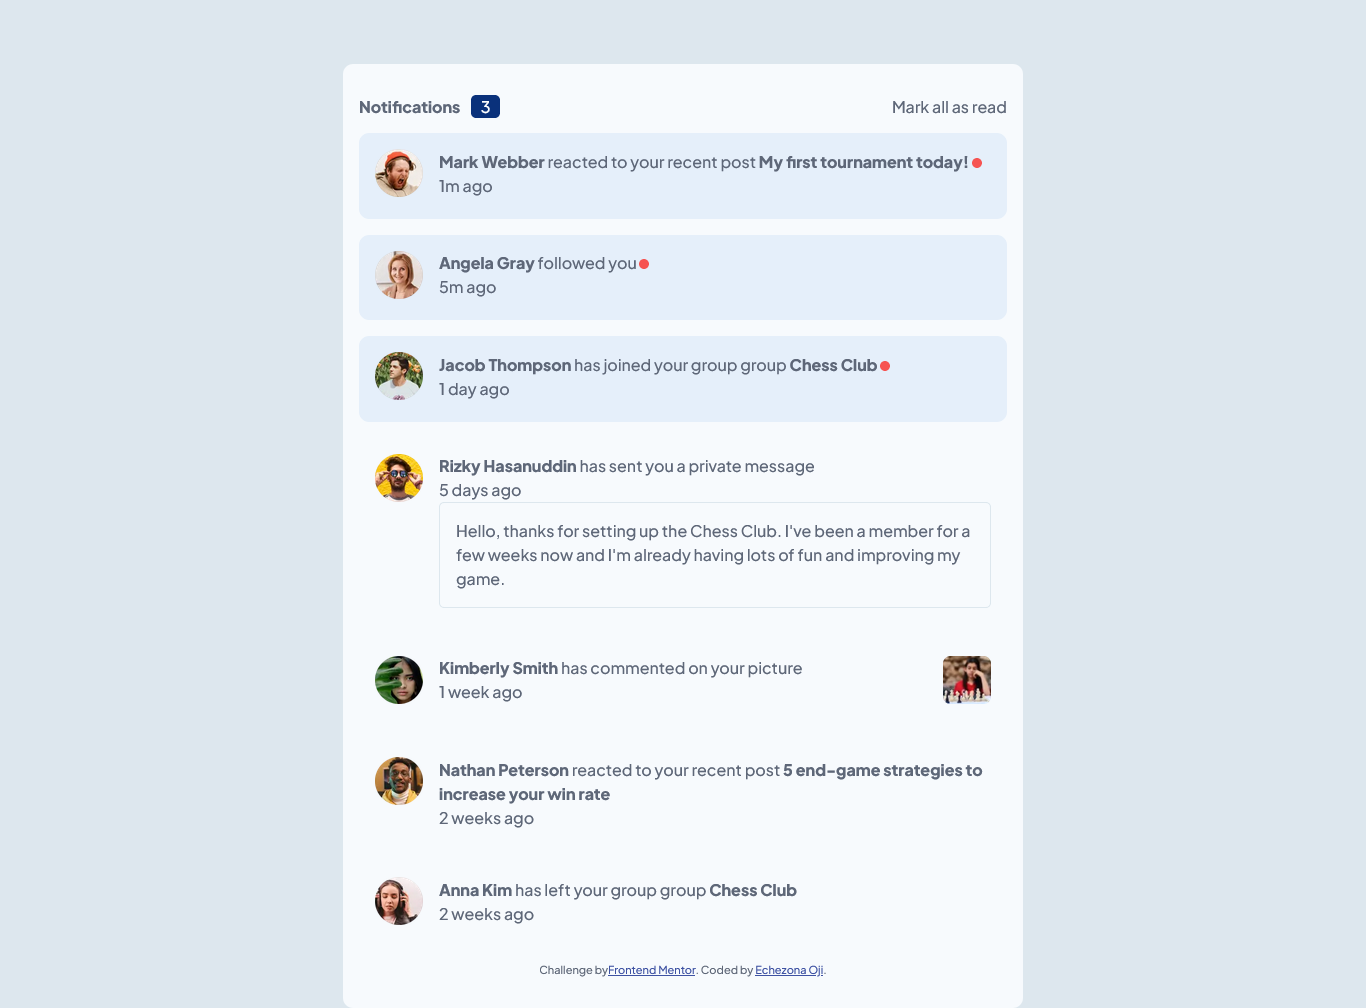 Notifications 3 Mark all as read
Mark Webber reacted to your recent post My first tournament today!
1m ago
Angela Gray followed you
5m ago
Jacob Thompson has joined your group group Chess Club
1 day ago
Rizky Hasanuddin has sent you a private message
5 days ago
Hello, thanks for setting up the Chess Club. I've been a member for a
few weeks now and I'm already having lots of fun and improving my
game.
Kimberly Smith has commented on your picture
1 week ago
Nathan Peterson reacted to your recent post 5 end-game strategies to
increase your win rate
2 weeks ago
Anna Kim has left your group group Chess Club
2 weeks ago
Challenge byFrontend Mentor. Coded by Echezona Oji.